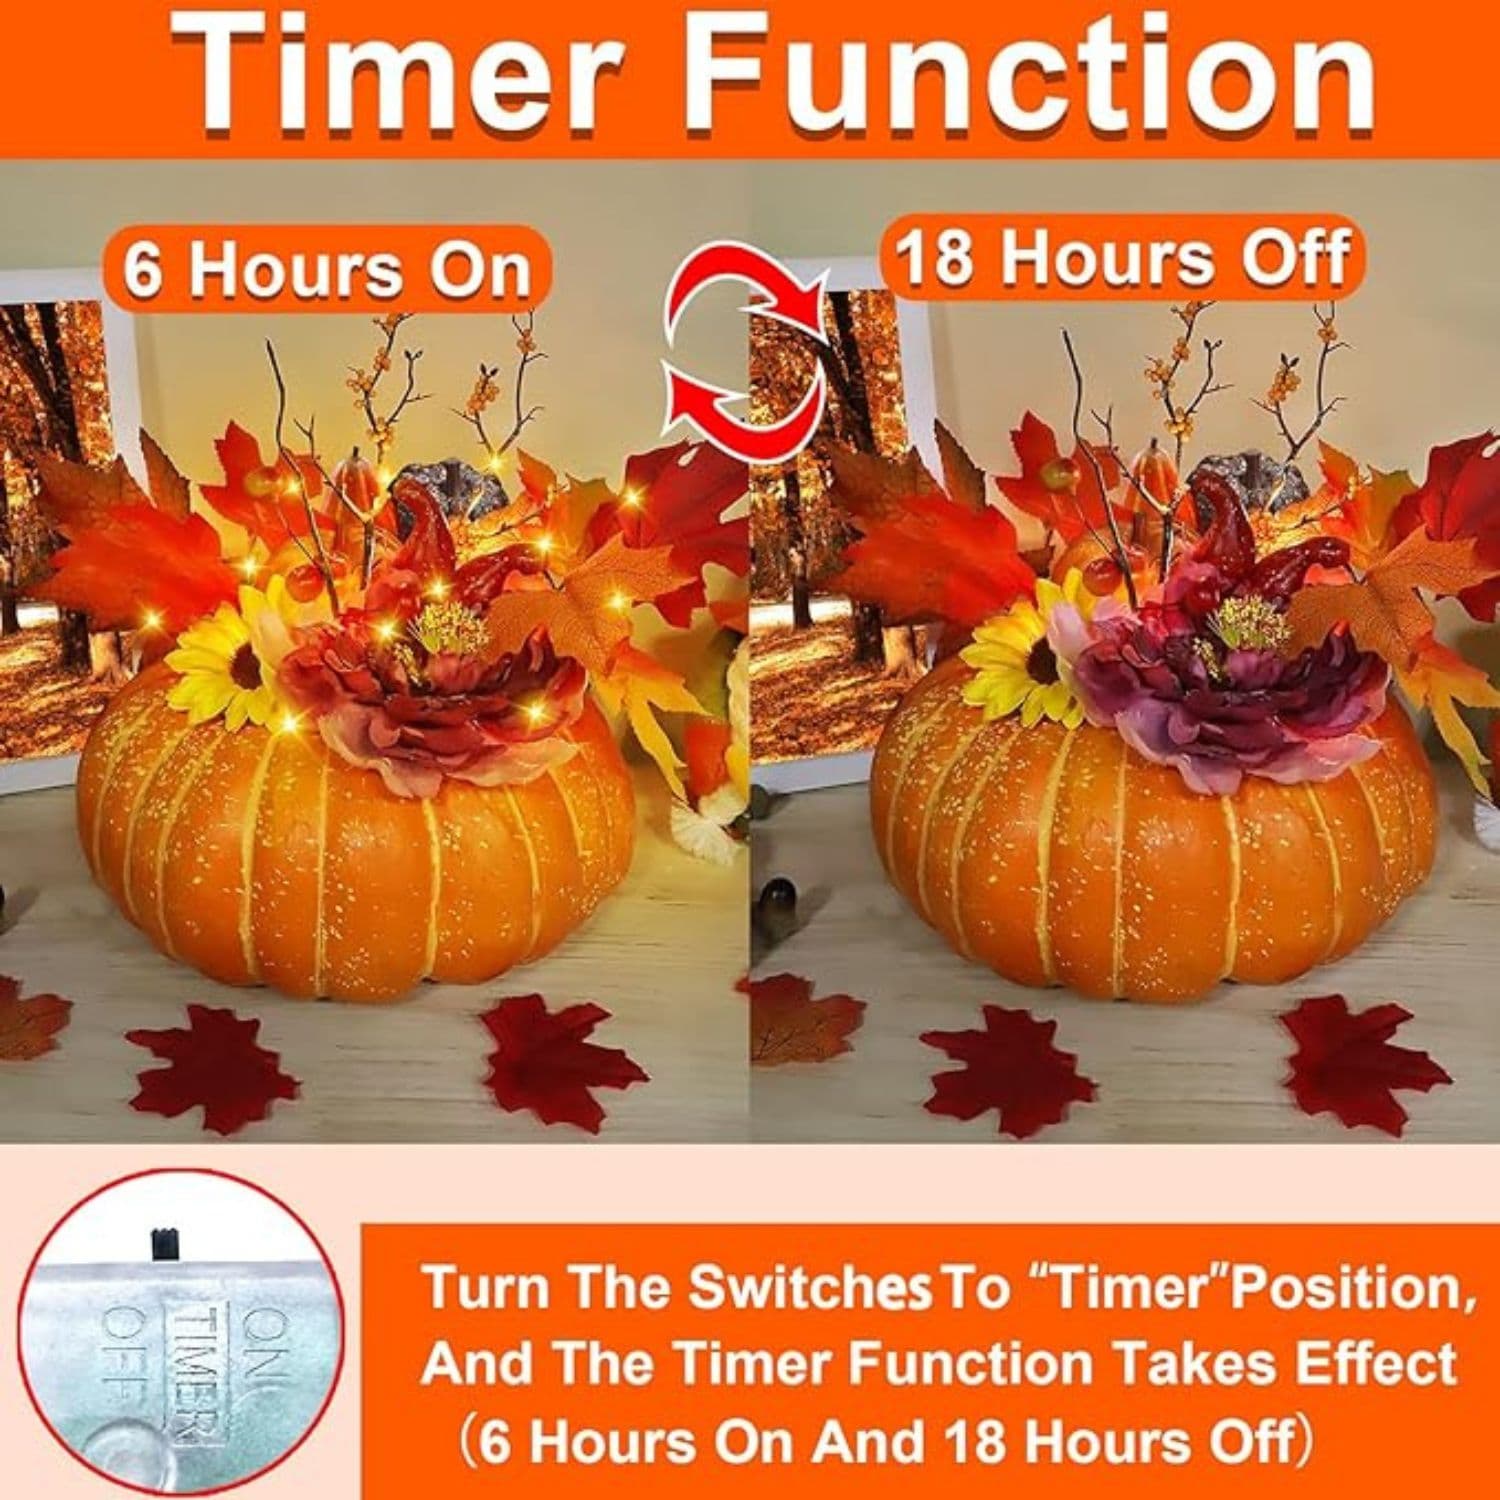 Timer Function
6 Hours On
18 Hours Off
OFF
TIMER
ON
Turn The Switches To “Timer”Position,
And The Timer Function Takes Effect
(6 Hours On And 18 Hours Off)